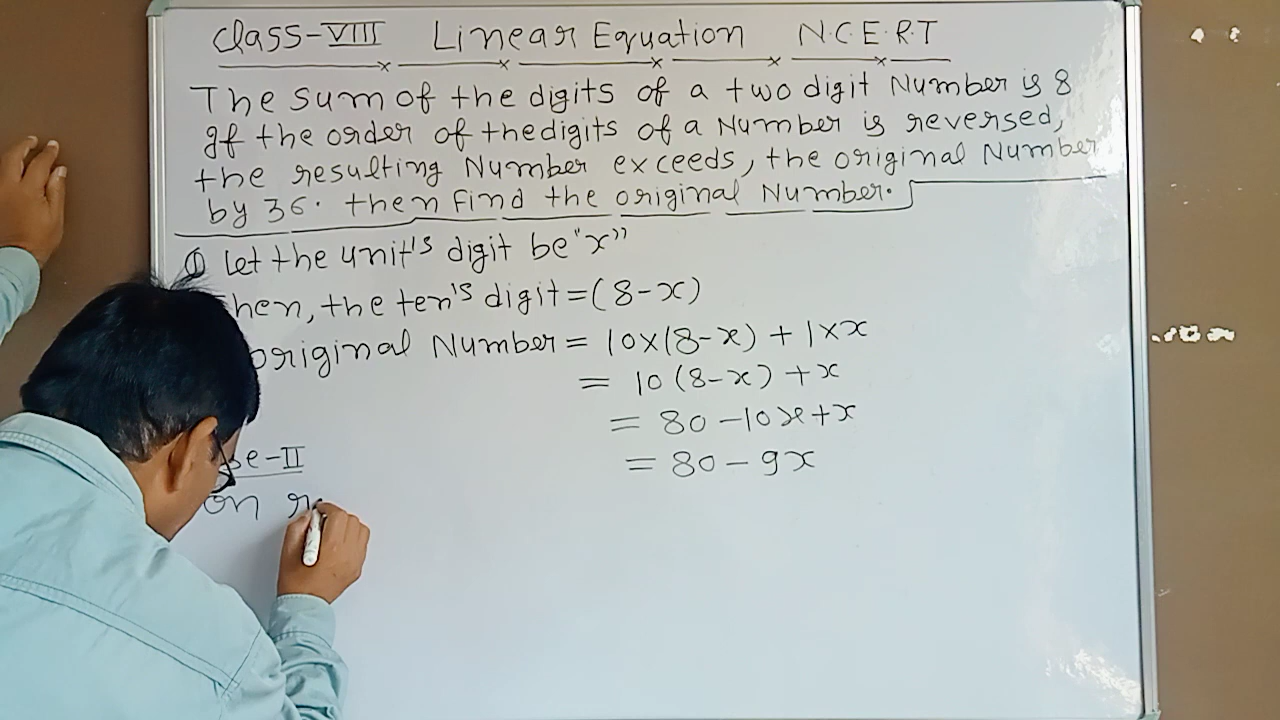 Class-VIII Linear Equation N.C.E.R.T
The sum of the digits of a two digit Number is 8
If the order of the digits of a Number is reversed,
the resulting Number exceeds, the original Number
by 36. then find the original Number.
① Let the unit's digit be "x"
hen, the ten's digit = (8-x)
original Number = 10x(8-x) + 1×x
= 10(8-x) + x
= 80 - 10x + x
= 80 - 9x
se-II
on r